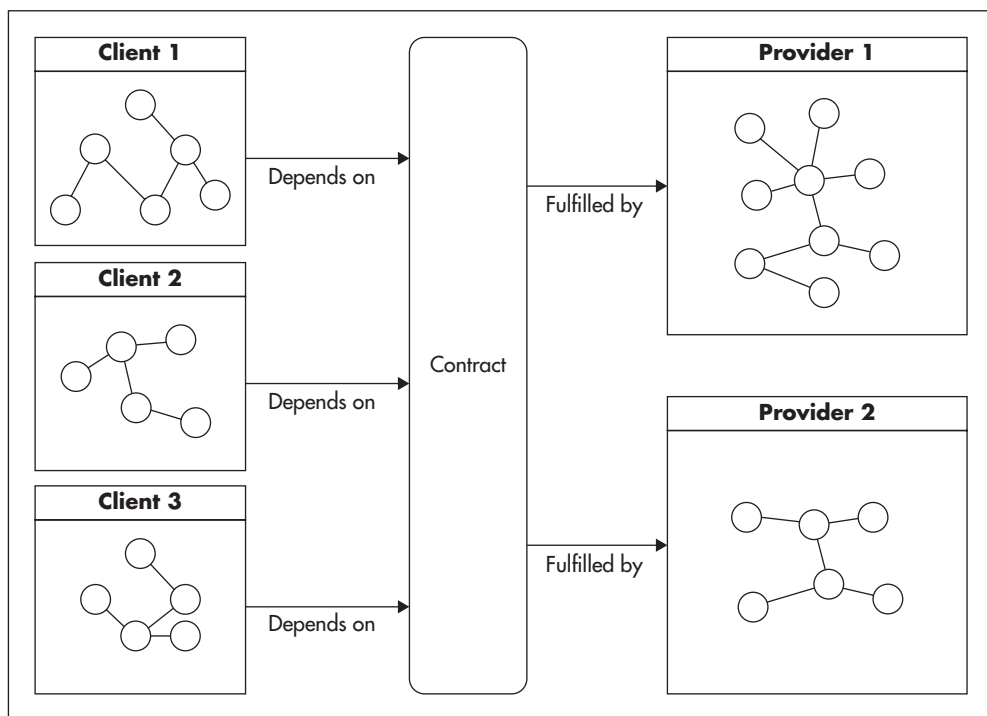 Client 1
Depends on
Client 2
Depends on
Client 3
Depends on
Contract
Provider 1
Fulfilled by
Provider 2
Fulfilled by